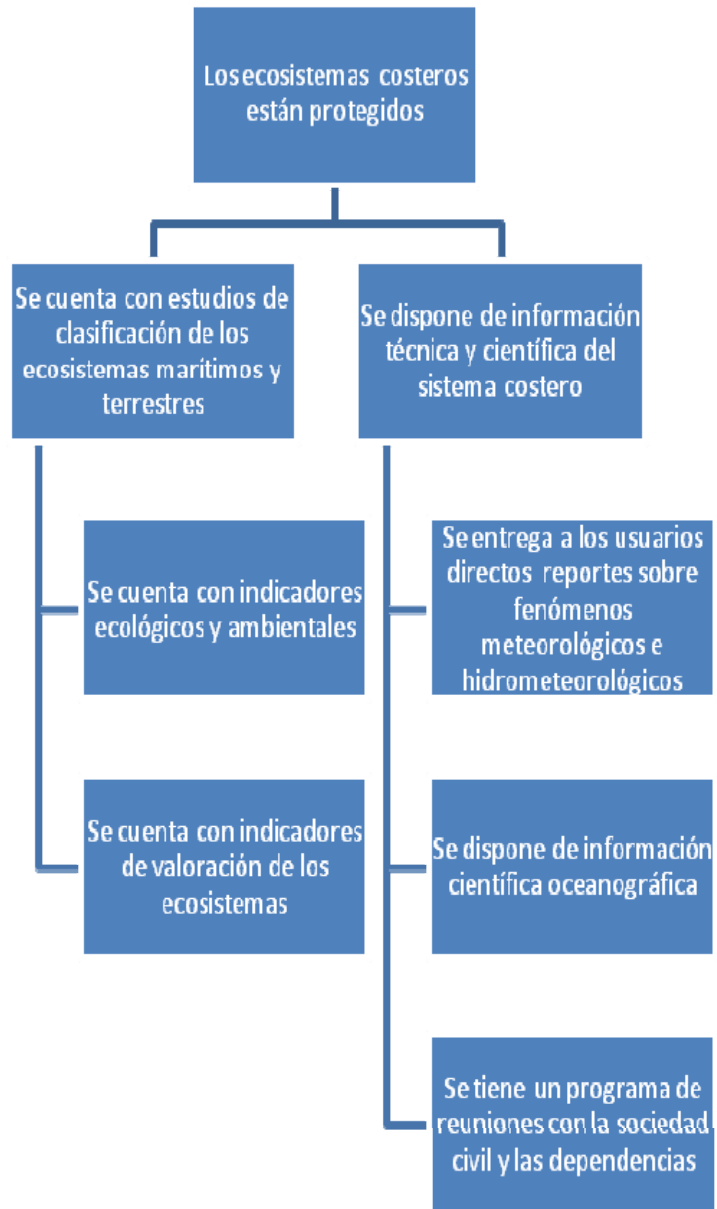 Los ecosistemas costeros
están protegidos
Se cuenta con estudios de
clasificación de los
ecosistemas marítimos y
terrestres
Se cuenta con indicadores
ecológicos y ambientales
Se cuenta con indicadores
de valoración de los
ecosistemas
Se dispone de información
técnica y científica del
sistema costero
Se entrega a los usuarios
directos reportes sobre
fenómenos
meteorológicos e
hidrometeorológicos
Se dispone de información
científica oceanográfica
Se tiene un programa de
reuniones con la sociedad
civil y las dependencias